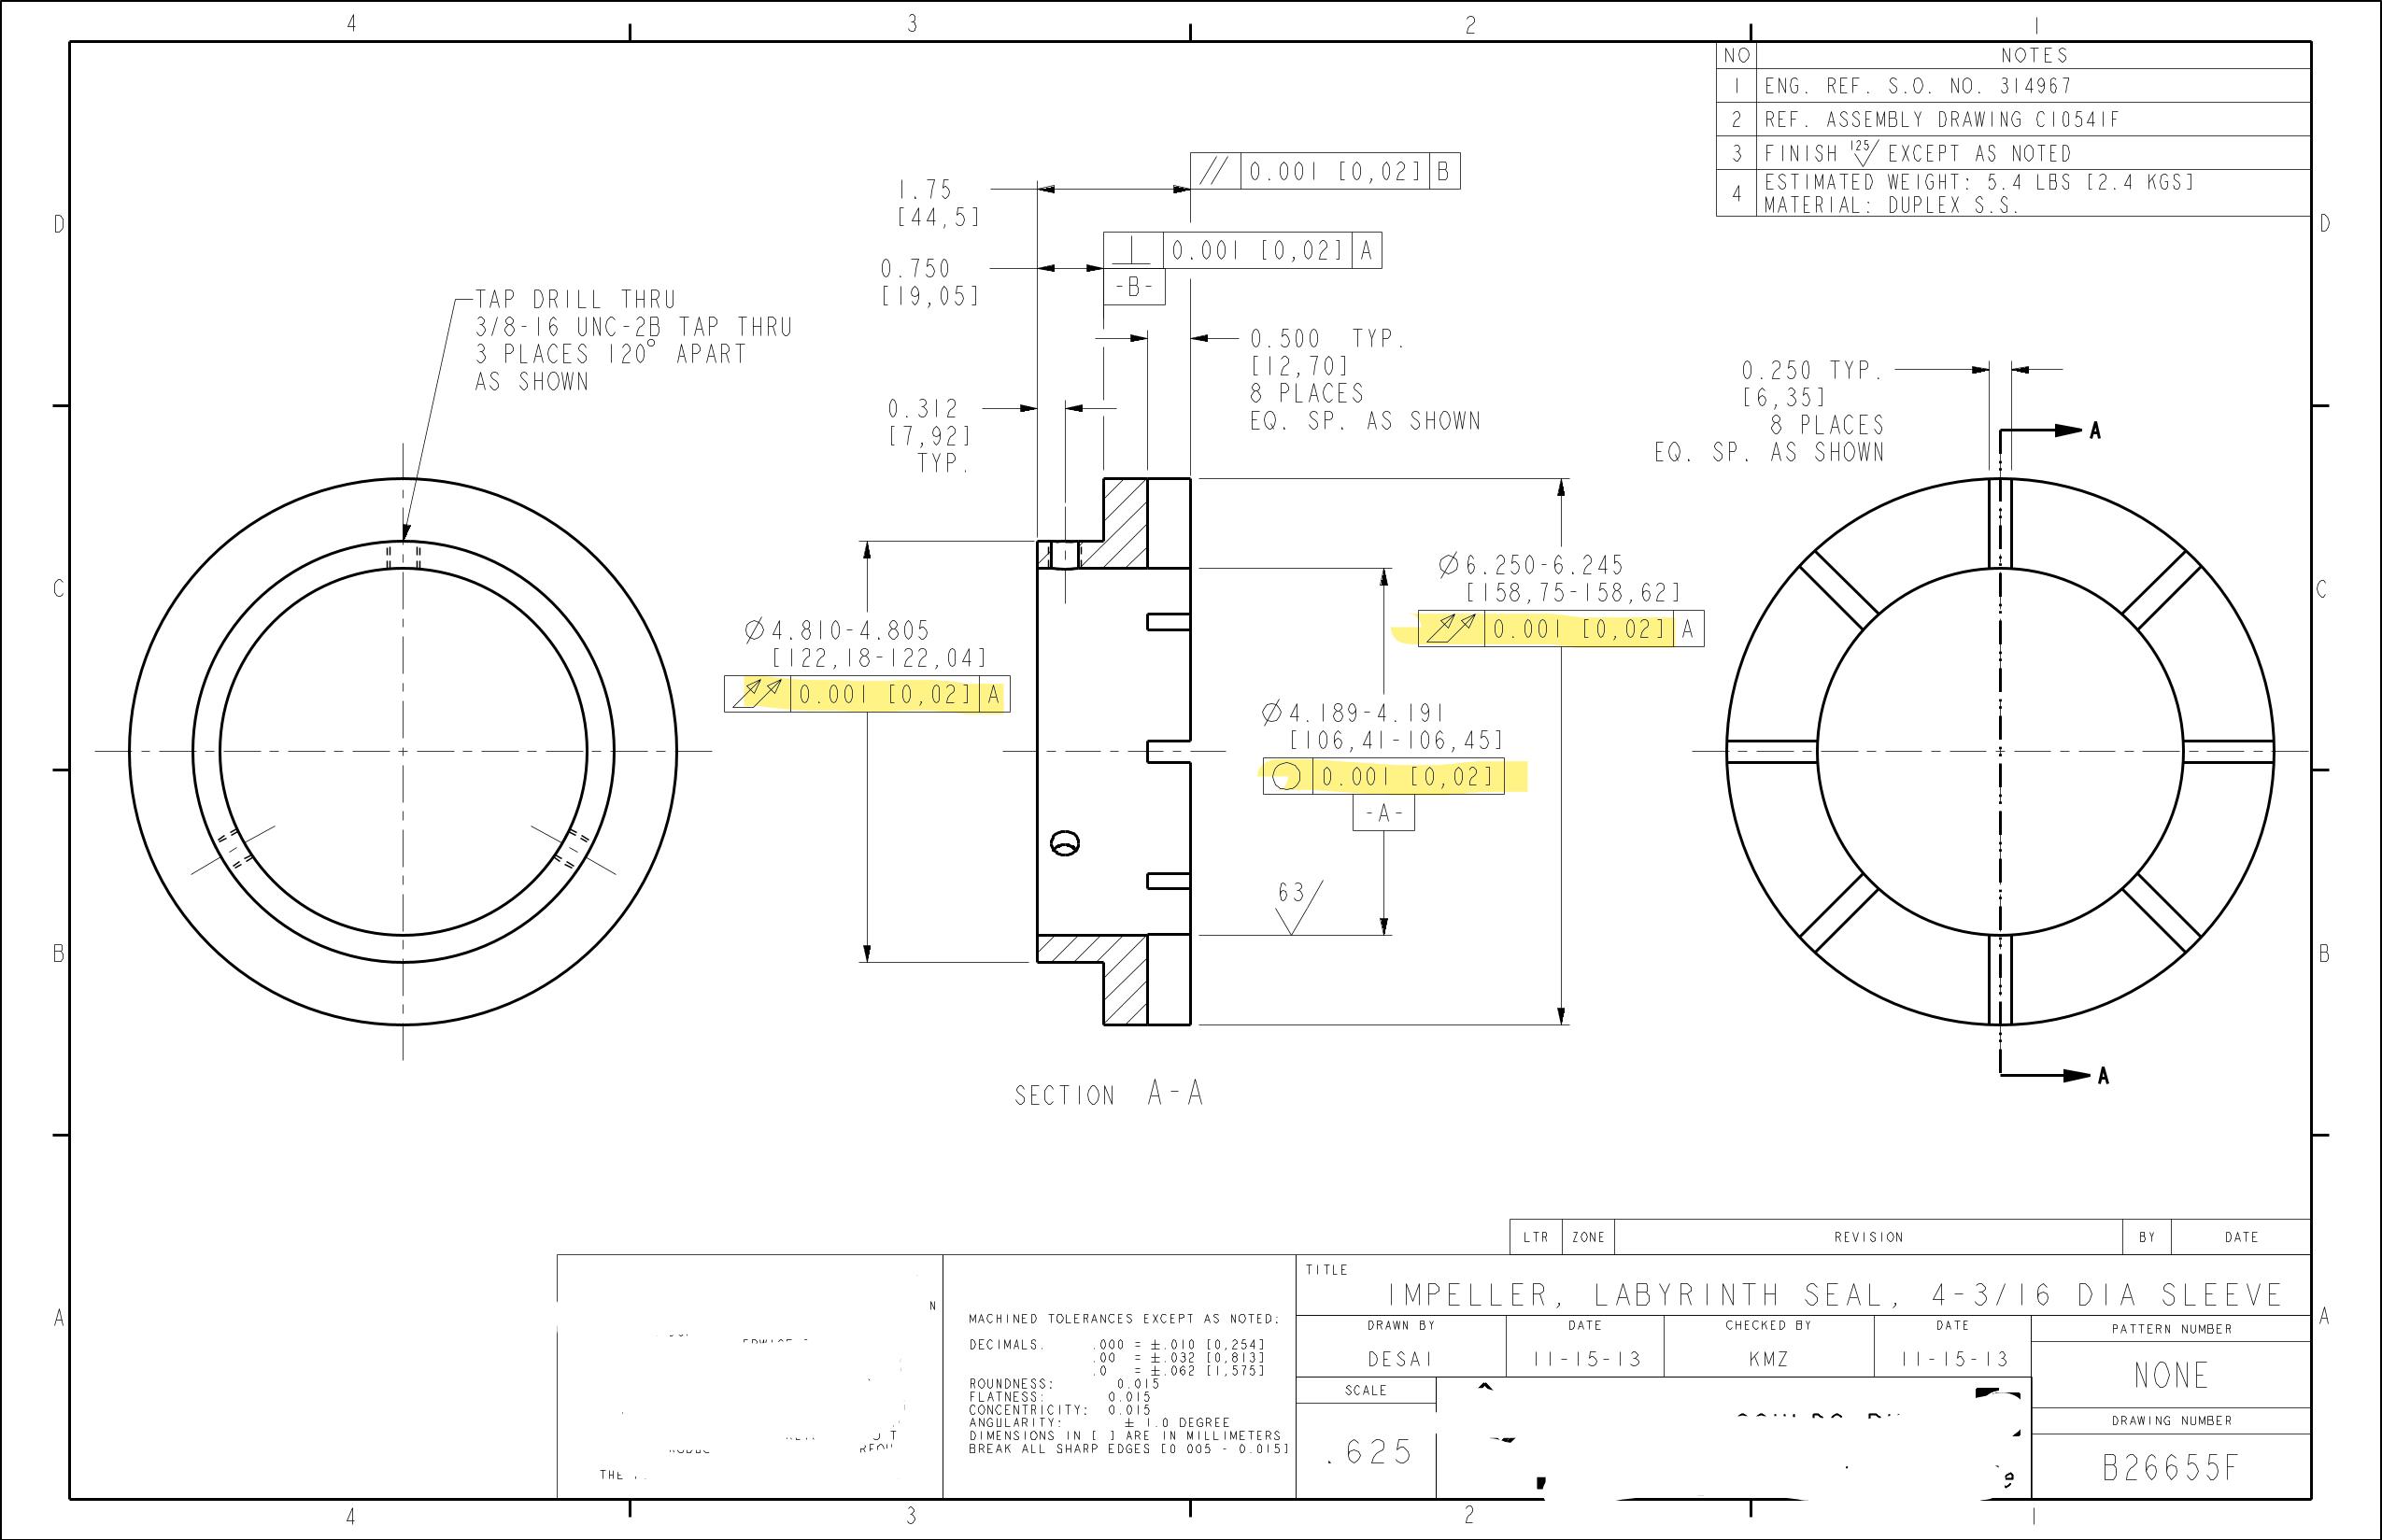 4 3 2 1
NO NOTES
1 ENG. REF. S.O. NO. 314967
2 REF. ASSEMBLY DRAWING C10541F
3 FINISH 125 EXCEPT AS NOTED
4 ESTIMATED WEIGHT: 5.4 LBS [2.4 KGS]
MATERIAL: DUPLEX S.S.
D D
C C
B B
A A
1.75
[44,5]
// 0.001 [0,02] B
0.750
[19,05]
⊥ 0.001 [0,02] A
-B-
TAP DRILL THRU
3/8-16 UNC-2B TAP THRU
3 PLACES 120° APART
AS SHOWN
0.500 TYP.
[12,70]
8 PLACES
EQ. SP. AS SHOWN
0.312
[7,92]
TYP.
0.250 TYP.
[6,35]
8 PLACES
EQ. SP. AS SHOWN
A
A
Ø6.250-6.245
[158,75-158,62]
0.001 [0,02] A
Ø4.810-4.805
[122,18-122,04]
0.001 [0,02] A
Ø4.189-4.191
[106,41-106,45]
○ 0.001 [0,02]
-A-
63
SECTION A-A
LTR ZONE REVISION BY DATE
N
THE
MACHINED TOLERANCES EXCEPT AS NOTED:
DECIMALS. .000 = ±.010 [0,254]
.00 = ±.032 [0,813]
.0 = ±.062 [1,575]
ROUNDNESS: 0.015
FLATNESS: 0.015
CONCENTRICITY: 0.015
ANGULARITY: ± 1.0 DEGREE
DIMENSIONS IN [ ] ARE IN MILLIMETERS
BREAK ALL SHARP EDGES [0 005 - 0.015]
TITLE
IMPELLER, LABYRINTH SEAL, 4-3/16 DIA SLEEVE
DRAWN BY DATE CHECKED BY DATE
DESAI 11-15-13 KMZ 11-15-13
PATTERN NUMBER
NONE
SCALE
.625
DRAWING NUMBER
B26655F
4 3 2 1